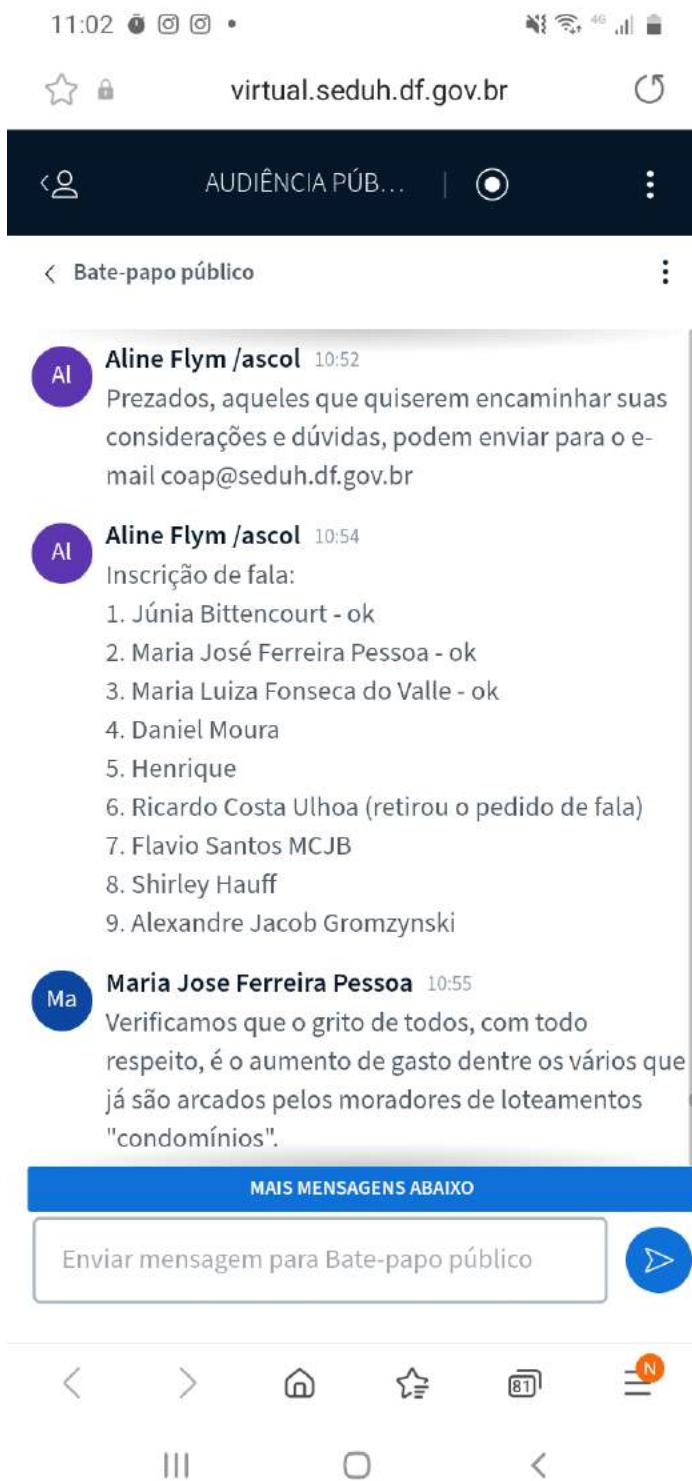 11:02
4G
virtual.seduh.df.gov.br
AUDIÊNCIA PÚB...
Bate-papo público
Al
Aline Flym /ascol 10:52
Prezados, aqueles que quiserem encaminhar suas
considerações e dúvidas, podem enviar para o e-
mail coap@seduh.df.gov.br
Al
Aline Flym /ascol 10:54
Inscrição de fala:
1. Júnia Bittencourt - ok
2. Maria José Ferreira Pessoa - ok
3. Maria Luiza Fonseca do Valle - ok
4. Daniel Moura
5. Henrique
6. Ricardo Costa Ulhoa (retirou o pedido de fala)
7. Flavio Santos MCJB
8. Shirley Hauff
9. Alexandre Jacob Gromzynski
Ma
Maria Jose Ferreira Pessoa 10:55
Verificamos que o grito de todos, com todo
respeito, é o aumento de gasto dentre os vários que
já são arcados pelos moradores de loteamentos
"condomínios".
MAIS MENSAGENS ABAIXO
Enviar mensagem para Bate-papo público
81
N